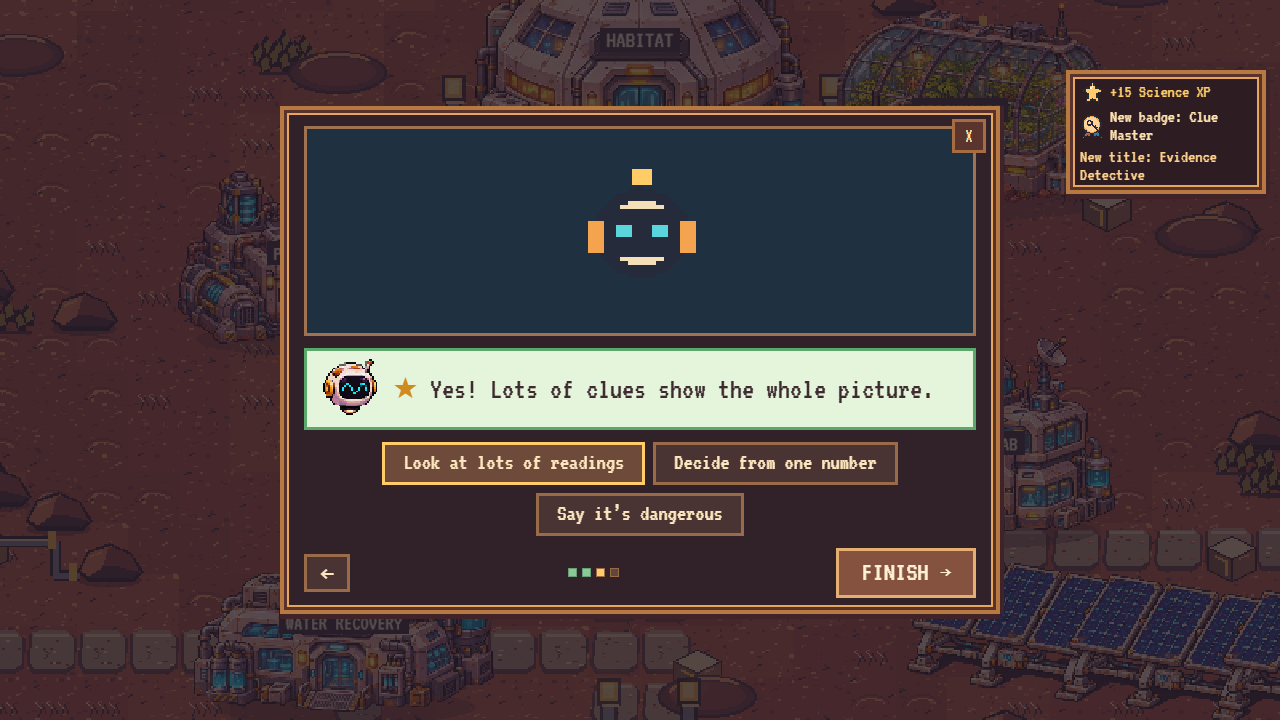 HABITAT
+15 Science XP
New badge: Clue
Master
New title: Evidence
Detective
X
Yes! Lots of clues show the whole picture.
Look at lots of readings
Decide from one number
Say it's dangerous
FINISH →
WATER RECOVERY